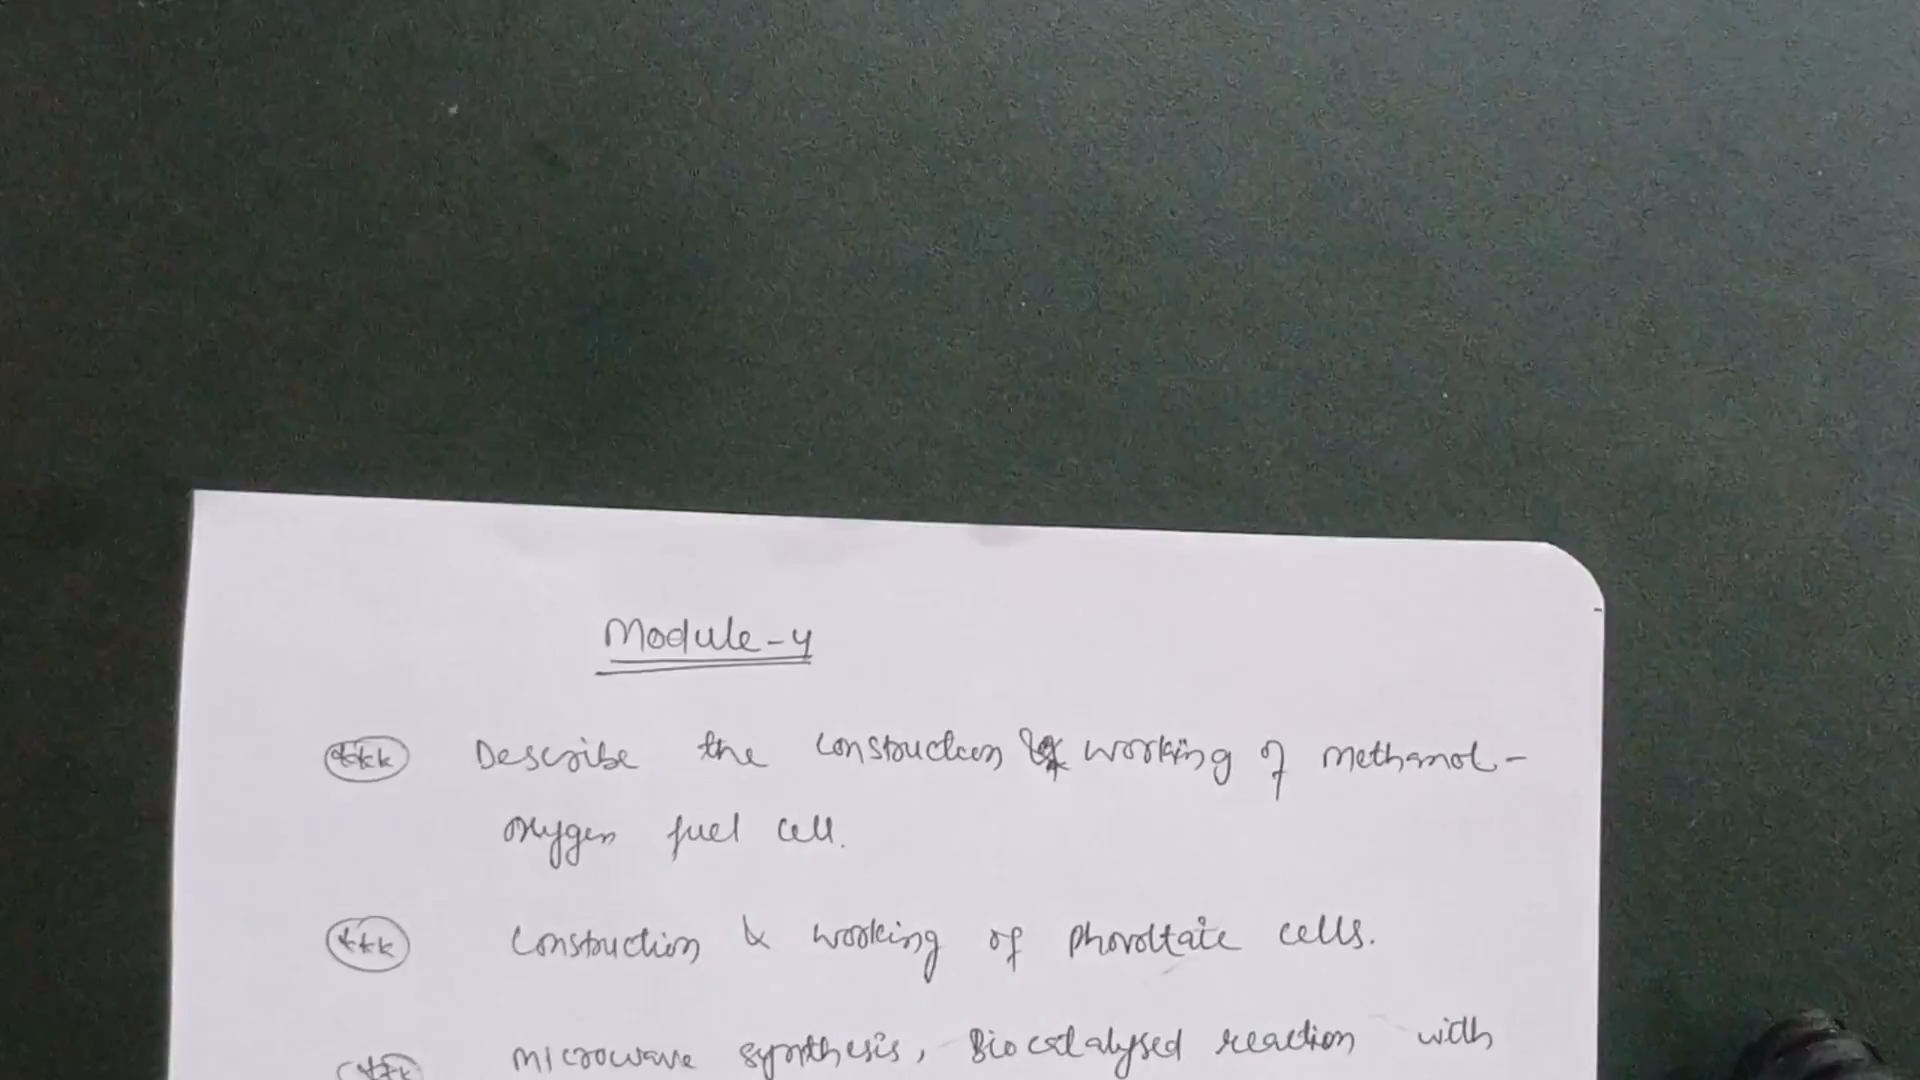 Module-4
*** Describe the construction & working of methanol-
oxygen fuel cell.
*** Construction & working of Phovoltaic cells.
*** microwave synthesis, Biocatalysed reaction with